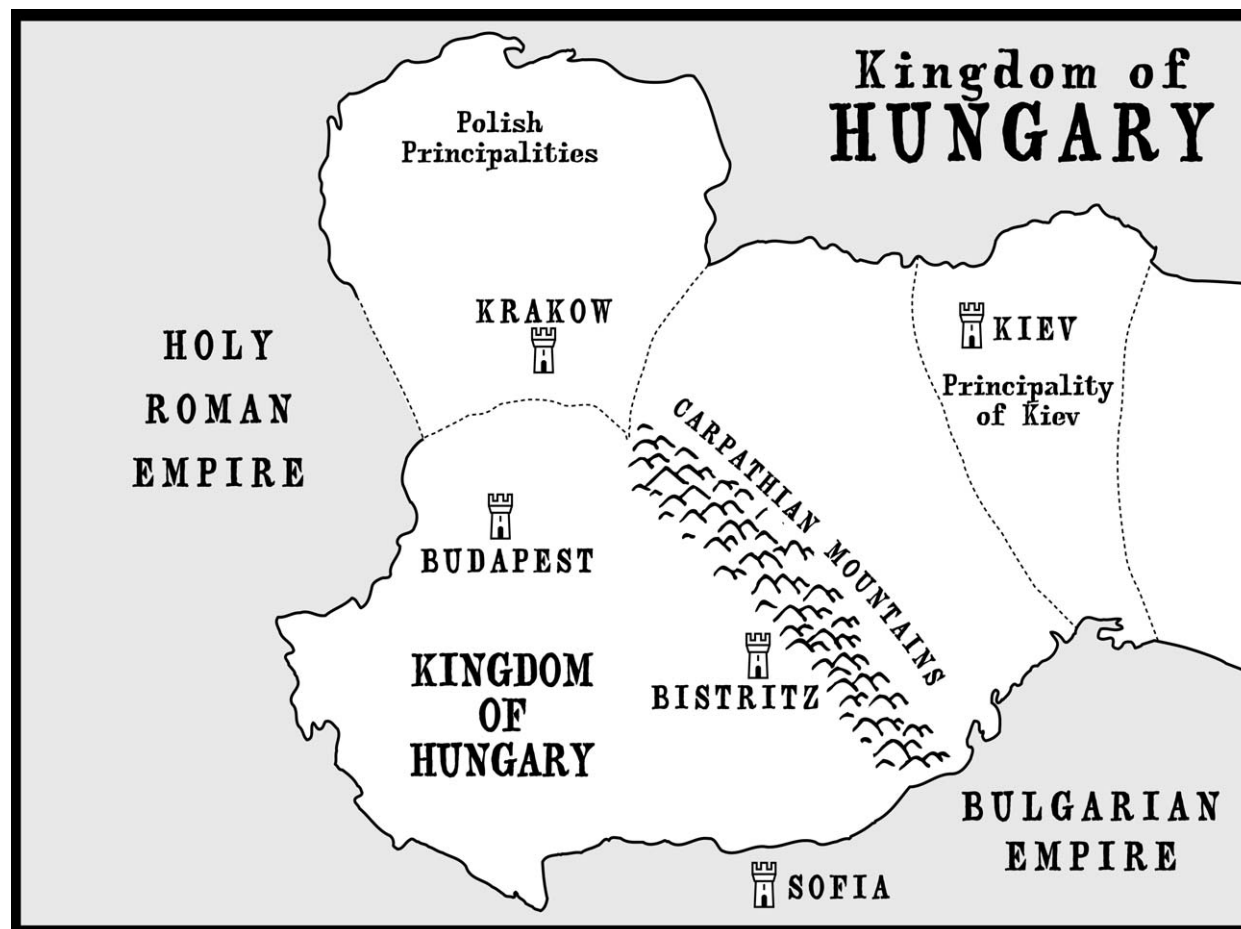 Kingdom of
HUNGARY
Polish
Principalities
KRAKOW
KIEV
Principality
of Kiev
HOLY
ROMAN
EMPIRE
CARPATHIAN MOUNTAINS
BUDAPEST
BISTRITZ
KINGDOM
OF
HUNGARY
BULGARIAN
EMPIRE
SOFIA